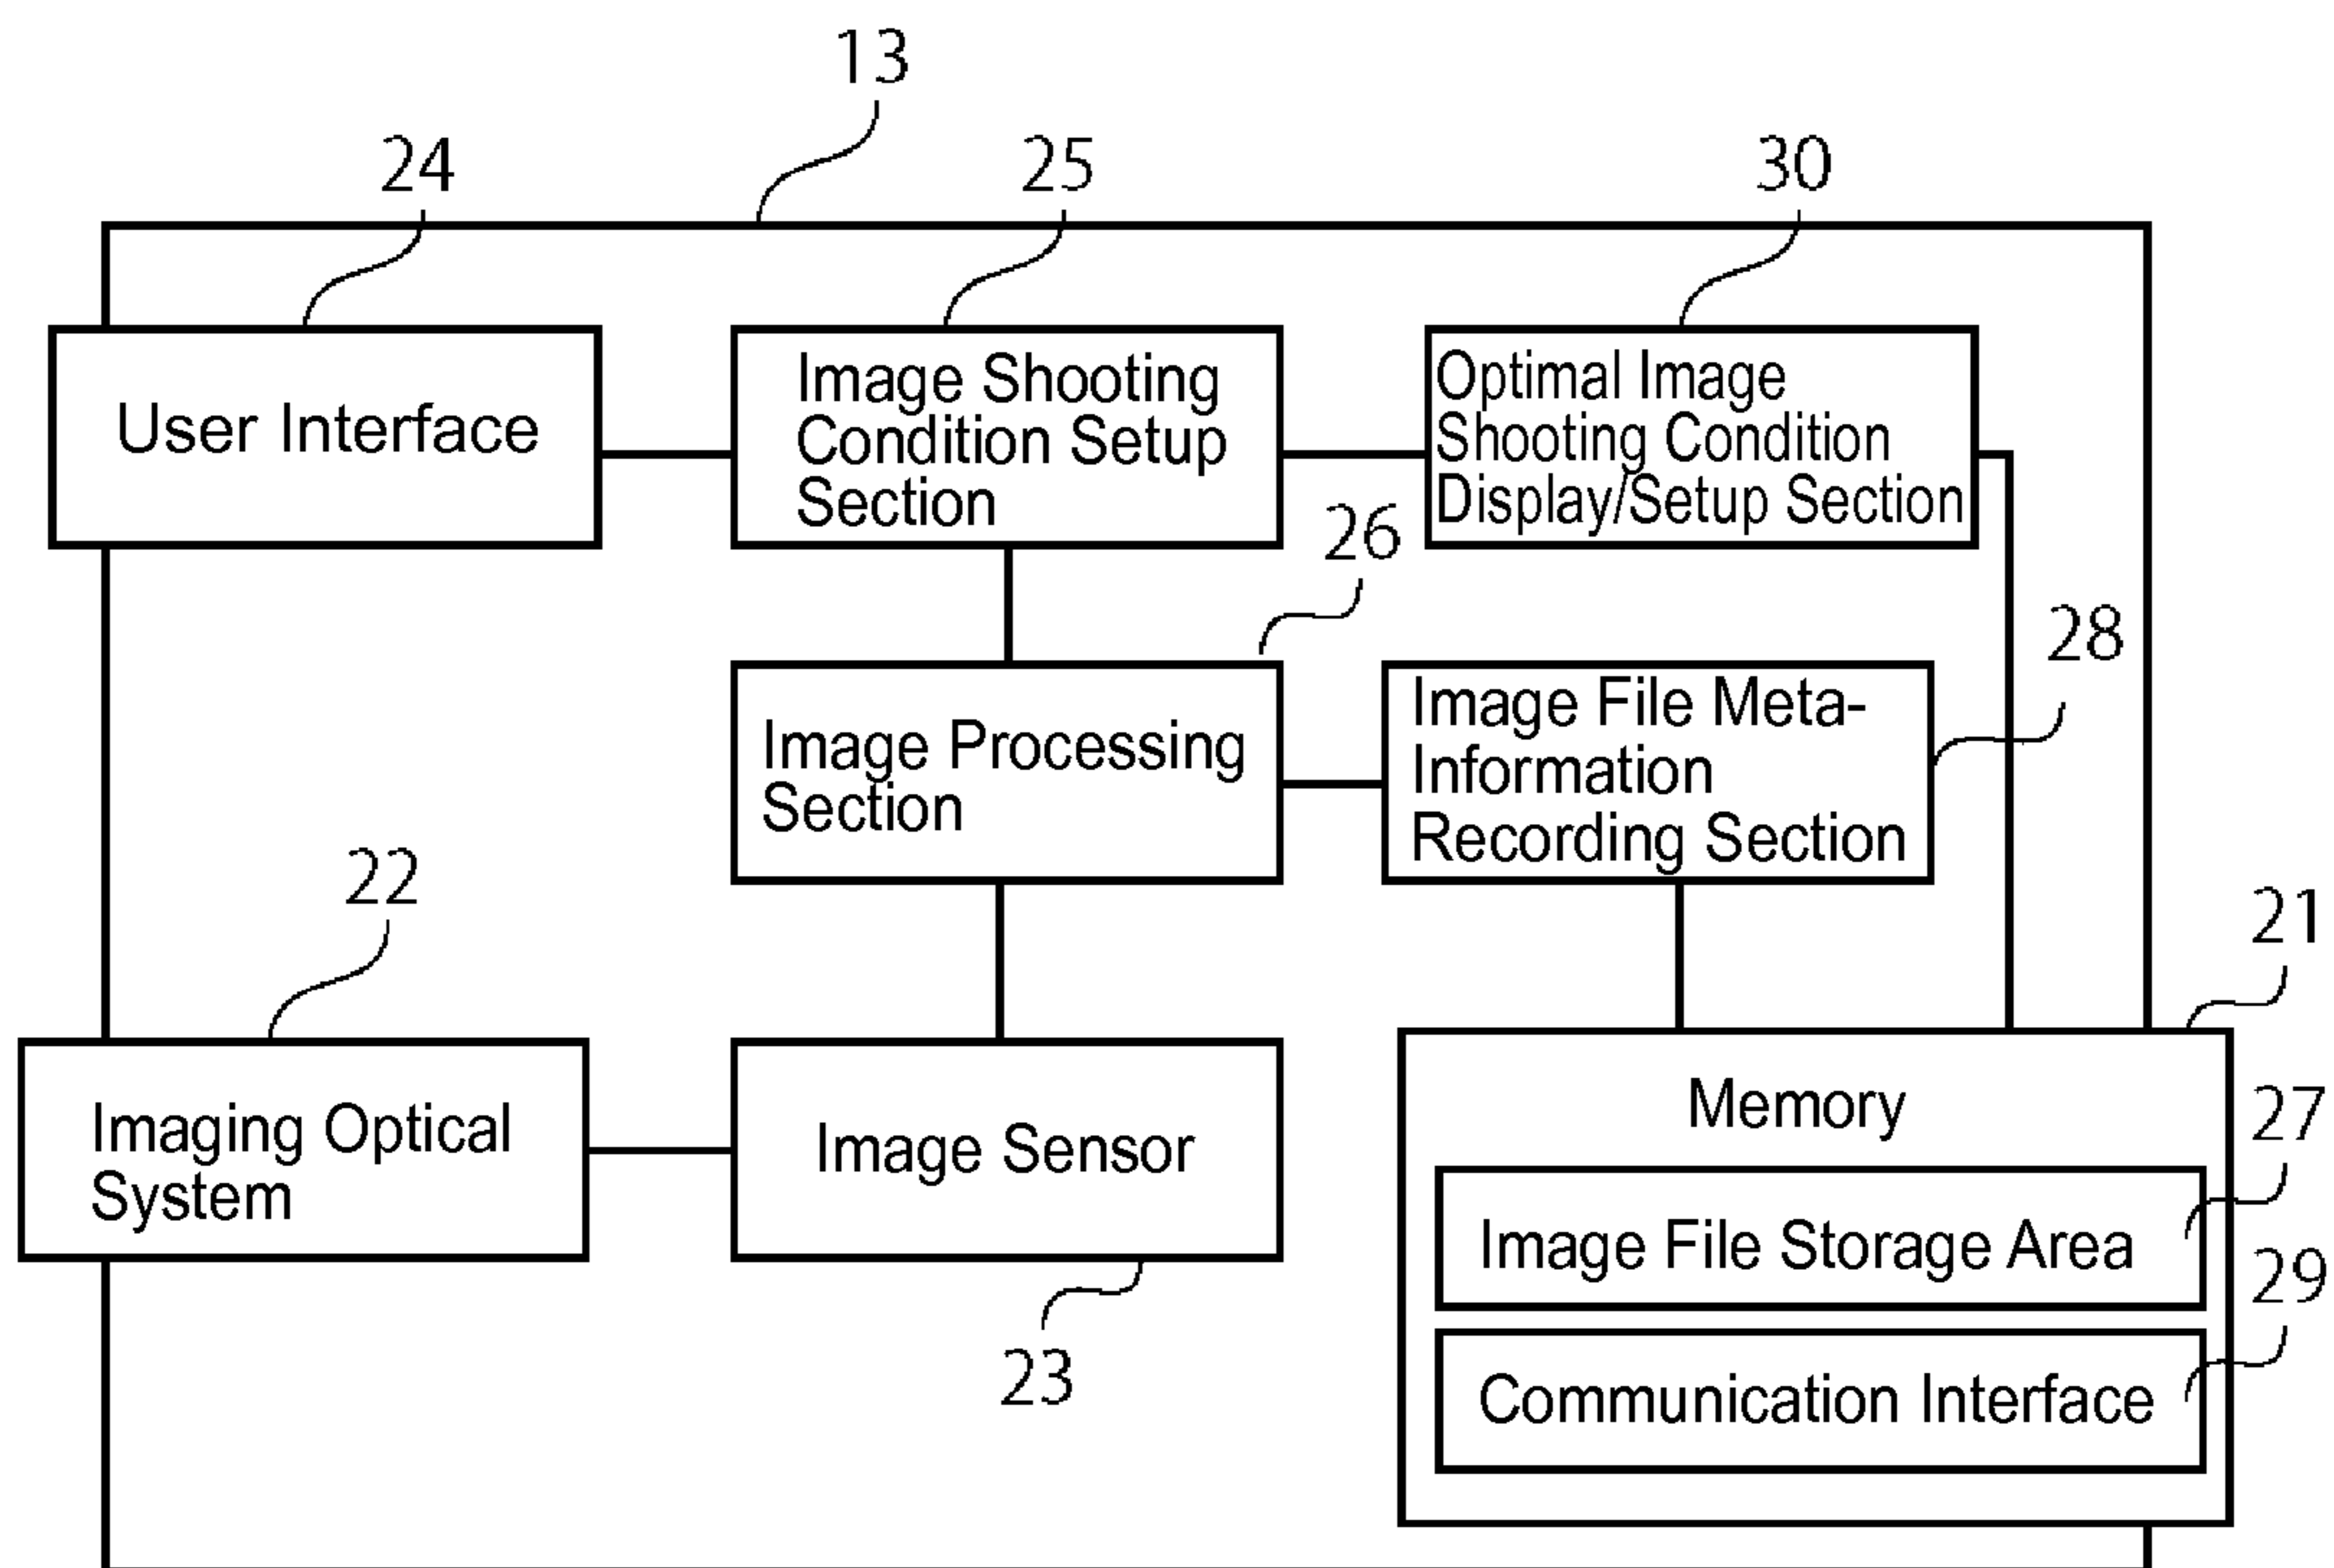 13
24
25
30
User Interface
Image Shooting
Condition Setup
Section
Optimal Image
Shooting Condition
Display/Setup Section
26
28
Image Processing
Section
Image File Meta-
Information
Recording Section
22
21
Imaging Optical
System
Image Sensor
23
Memory
27
Image File Storage Area
29
Communication Interface